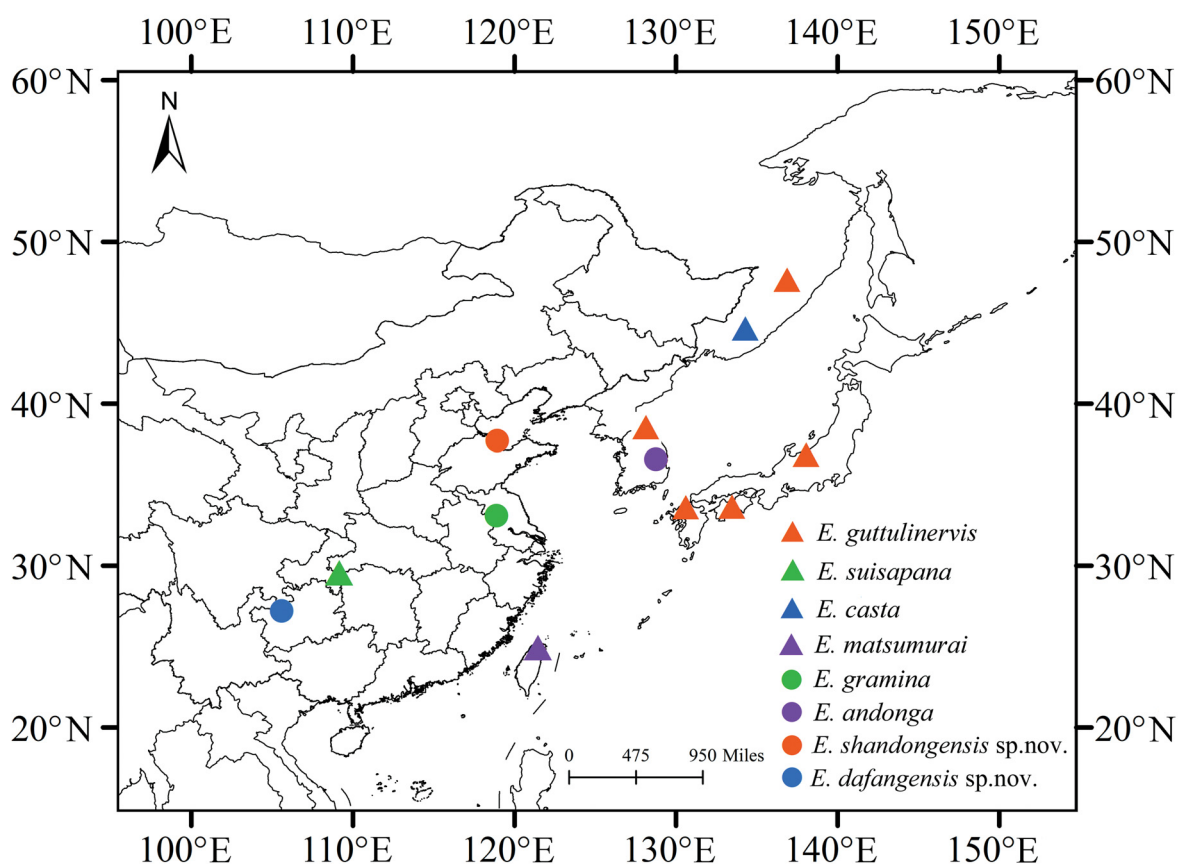 100°E 110°E 120°E 130°E 140°E 150°E
60°N 60°N
N
50°N 50°N
40°N 40°N
E. guttulinervis
30°N 30°N
E. suisapana
E. casta
E. matsumurai
E. gramina
E. andonga
20°N 20°N
E. shandongensis sp.nov.
0 475 950 Miles
E. dafangensis sp.nov.
100°E 110°E 120°E 130°E 140°E 150°E